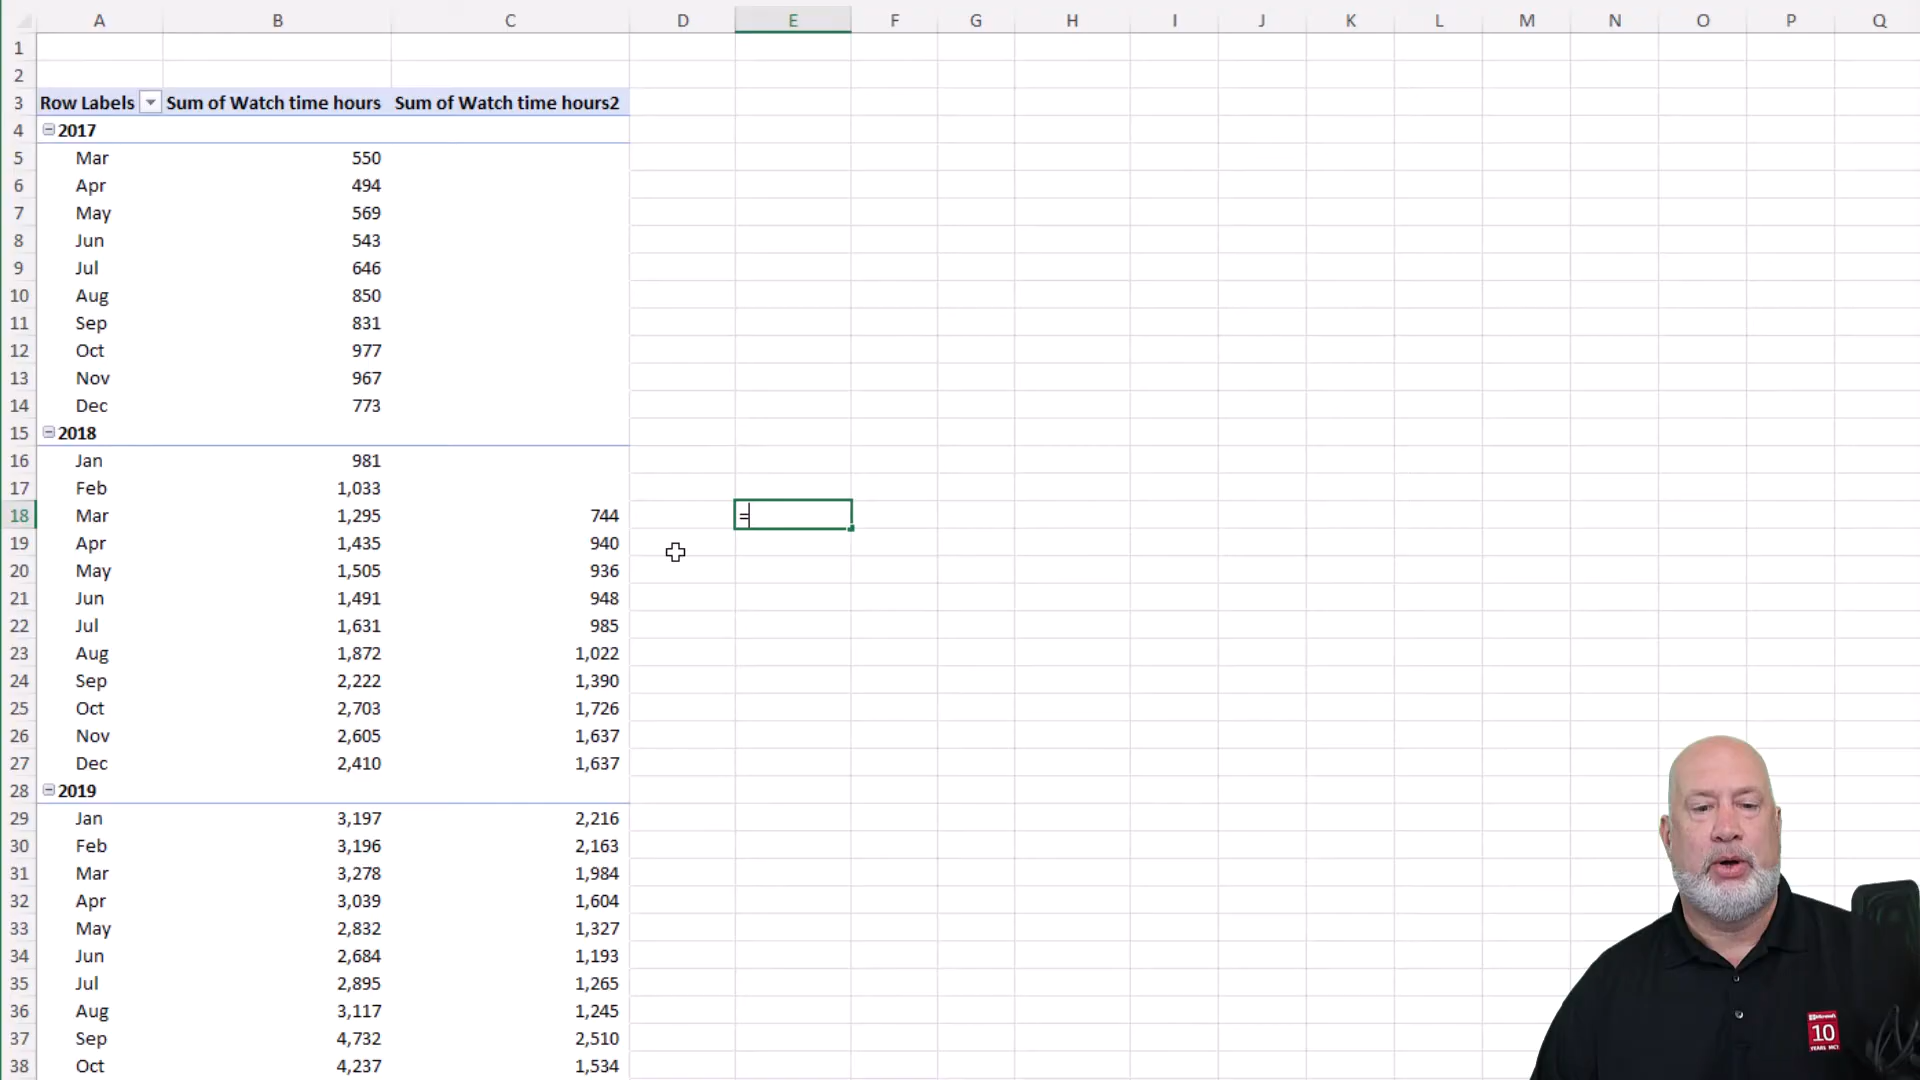 A B C D E F G H I J K L M N O P Q
1
2
3 Row Labels Sum of Watch time hours Sum of Watch time hours2
4 2017
5 Mar 550
6 Apr 494
7 May 569
8 Jun 543
9 Jul 646
10 Aug 850
11 Sep 831
12 Oct 977
13 Nov 967
14 Dec 773
15 2018
16 Jan 981
17 Feb 1,033
18 Mar 1,295 744 =
19 Apr 1,435 940
20 May 1,505 936
21 Jun 1,491 948
22 Jul 1,631 985
23 Aug 1,872 1,022
24 Sep 2,222 1,390
25 Oct 2,703 1,726
26 Nov 2,605 1,637
27 Dec 2,410 1,637
28 2019
29 Jan 3,197 2,216
30 Feb 3,196 2,163
31 Mar 3,278 1,984
32 Apr 3,039 1,604
33 May 2,832 1,327
34 Jun 2,684 1,193
35 Jul 2,895 1,265
36 Aug 3,117 1,245
37 Sep 4,732 2,510
38 Oct 4,237 1,534
Microsoft
10
YEARS MCT